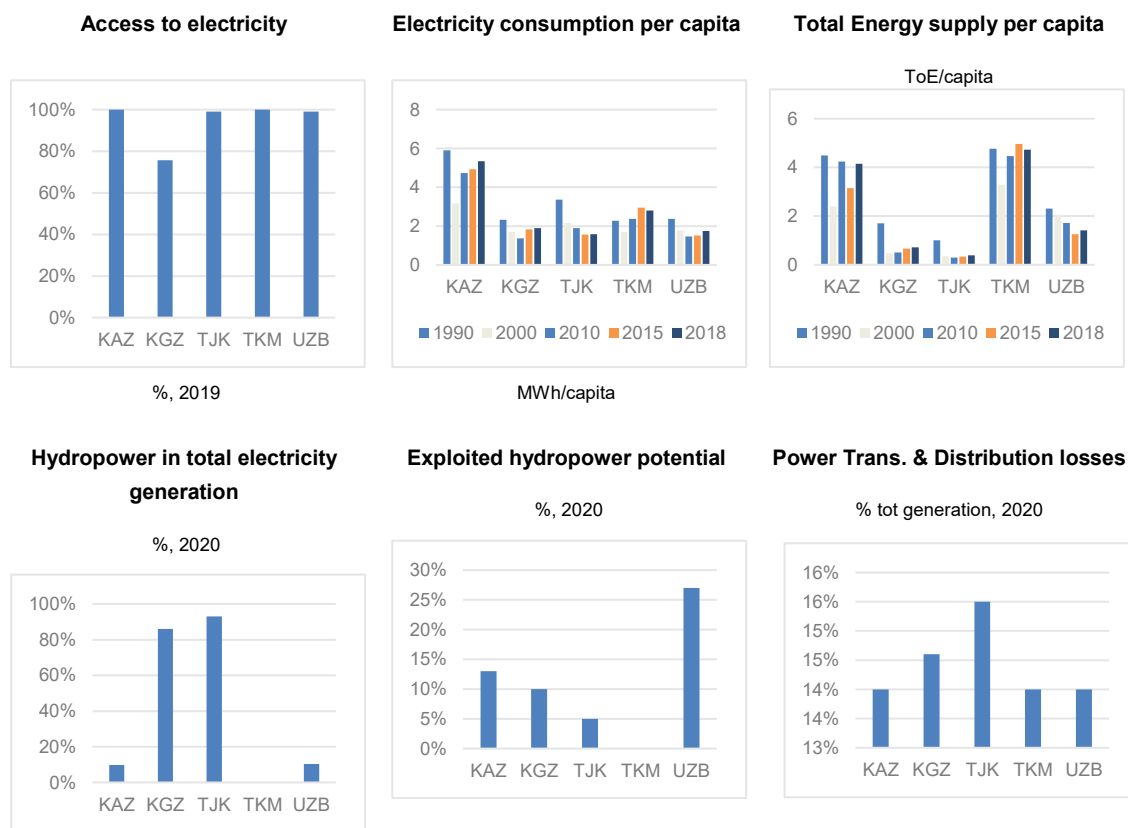 Access to electricity
100%
80%
60%
40%
20%
0%
KAZ KGZ TJK TKM UZB
%, 2019
Electricity consumption per capita
8
6
4
2
0
KAZ KGZ TJK TKM UZB
1990 2000 2010 2015 2018
MWh/capita
Total Energy supply per capita
ToE/capita
6
4
2
0
KAZ KGZ TJK TKM UZB
1990 2000 2010 2015 2018
Hydropower in total electricity
generation
%, 2020
100%
80%
60%
40%
20%
0%
KAZ KGZ TJK TKM UZB
Exploited hydropower potential
%, 2020
30%
25%
20%
15%
10%
5%
0%
KAZ KGZ TJK TKM UZB
Power Trans. & Distribution losses
% tot generation, 2020
16%
16%
15%
15%
14%
14%
13%
KAZ KGZ TJK TKM UZB